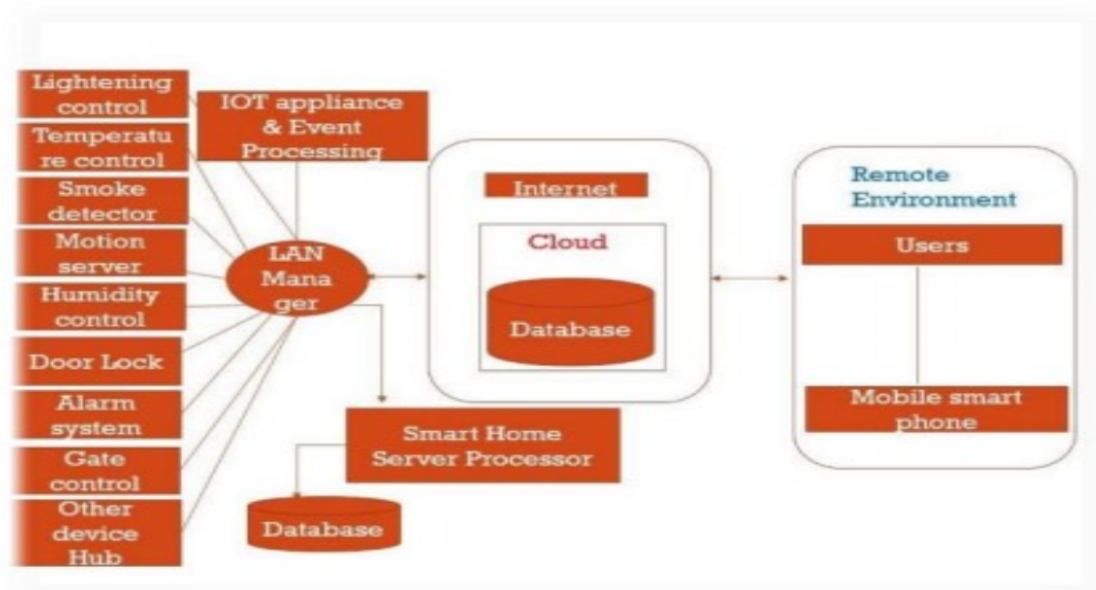 Lightening
control
Temperatu
re control
Smoke
detector
Motion
server
Humidity
control
Door Lock
Alarm
system
Gate
control
Other
device
Hub
IOT appliance
& Event
Processing
LAN
Mana
ger
Smart Home
Server Processor
Database
Internet
Cloud
Database
Remote
Environment
Users
Mobile smart
phone